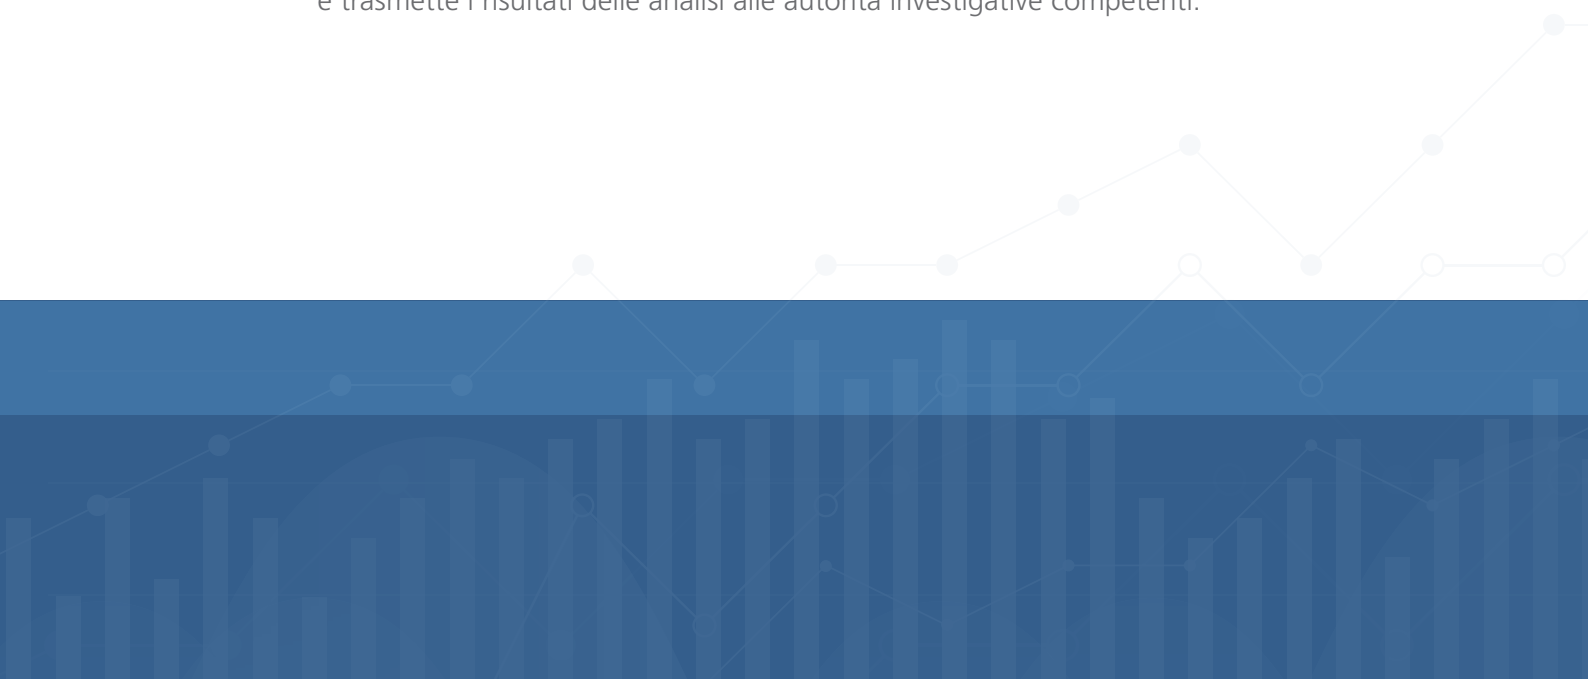 e trasmette i risultati delle analisi alle autorità investigative competenti.